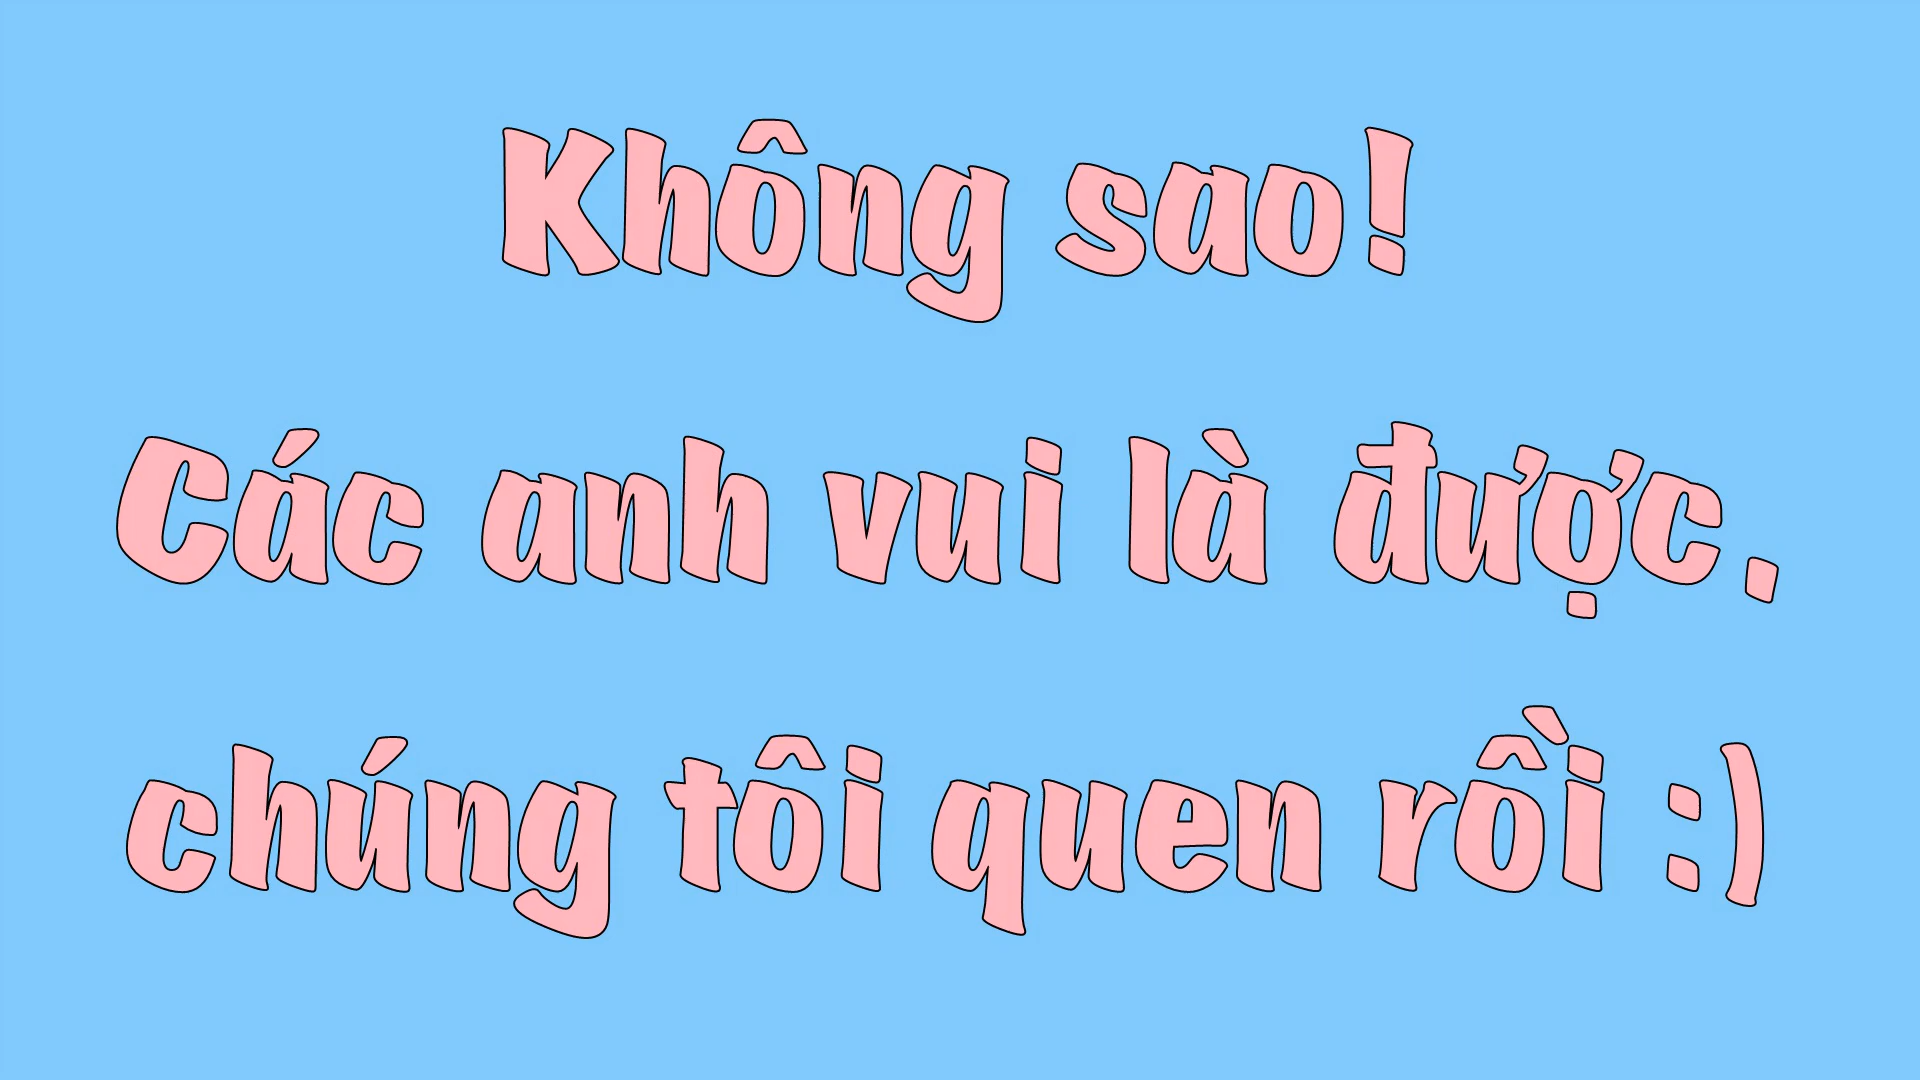 Không sao!
Các anh vui là được.
chúng tôi quen rồi :)